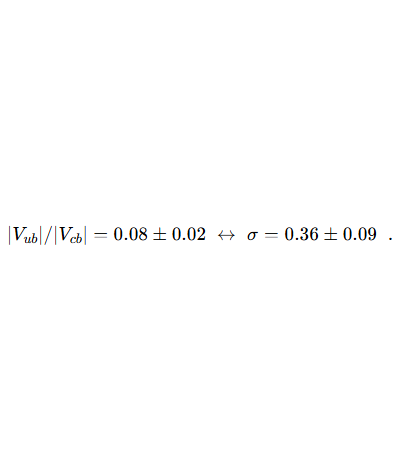 |V_{ub}|/|V_{cb}| = 0.08 ± 0.02 ↔ σ = 0.36 ± 0.09 .